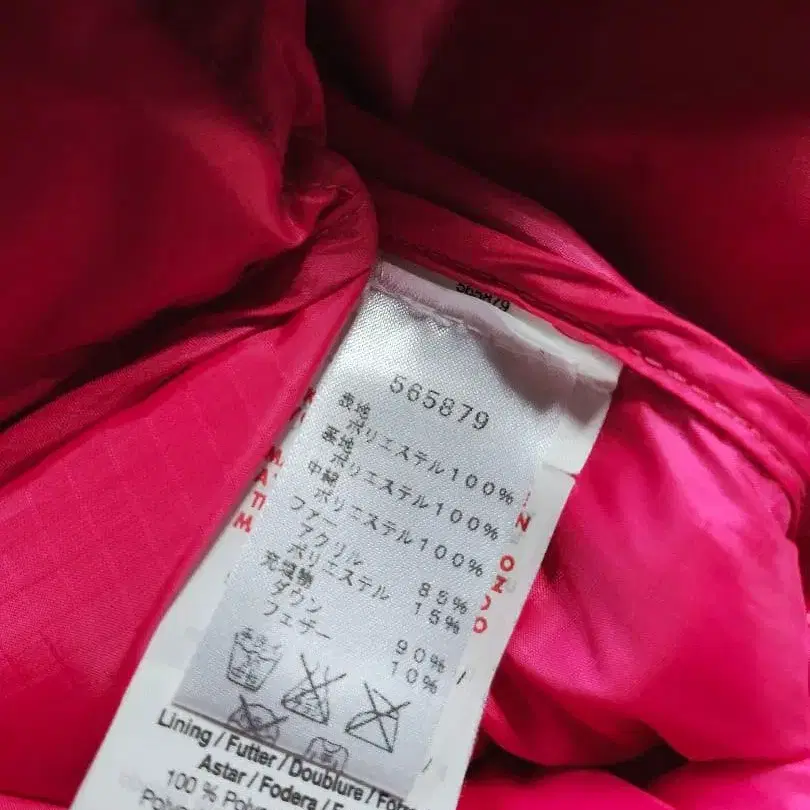 565879
565879
表地
ポリエステル100%
裏地
ポリエステル100%
中綿
ポリエステル100%
ファー
アクリル 85%
ポリエステル 15%
充填物
ダウン 90%
フェザー 10%
Lining / Futter / Doublure /
Astar / Fodera /
100 %